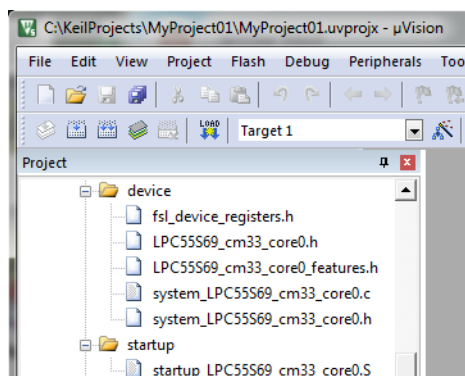 C:\KeilProjects\MyProject01\MyProject01.uvprojx - µVision
File Edit View Project Flash Debug Peripherals Too
LOAD Target 1
Project
device
fsl_device_registers.h
LPC55S69_cm33_core0.h
LPC55S69_cm33_core0_features.h
system_LPC55S69_cm33_core0.c
system_LPC55S69_cm33_core0.h
startup
startup_LPC55S69_cm33_core0.S